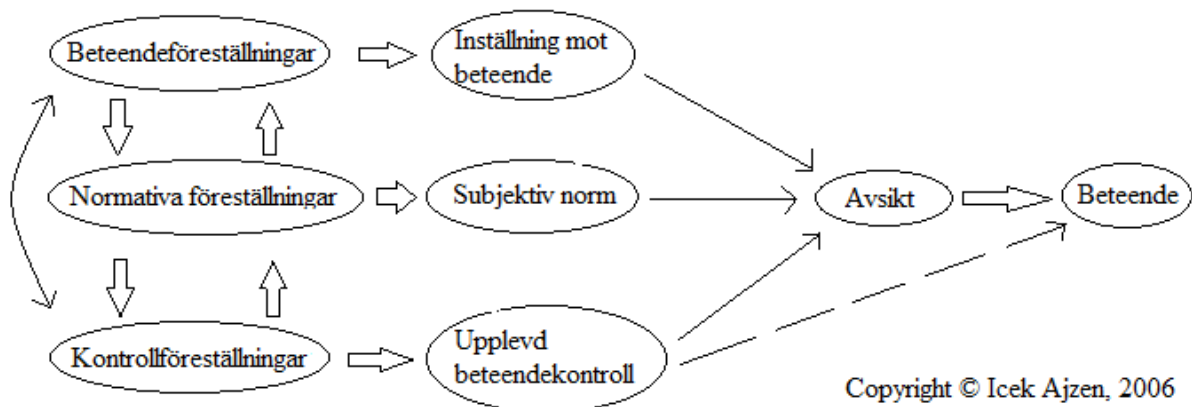 Beteendeföreställningar
Inställning mot
beteende
Normativa föreställningar
Subjektiv norm
Avsikt
Beteende
Kontrollföreställningar
Upplevd
beteendekontroll
Copyright © Icek Ajzen, 2006